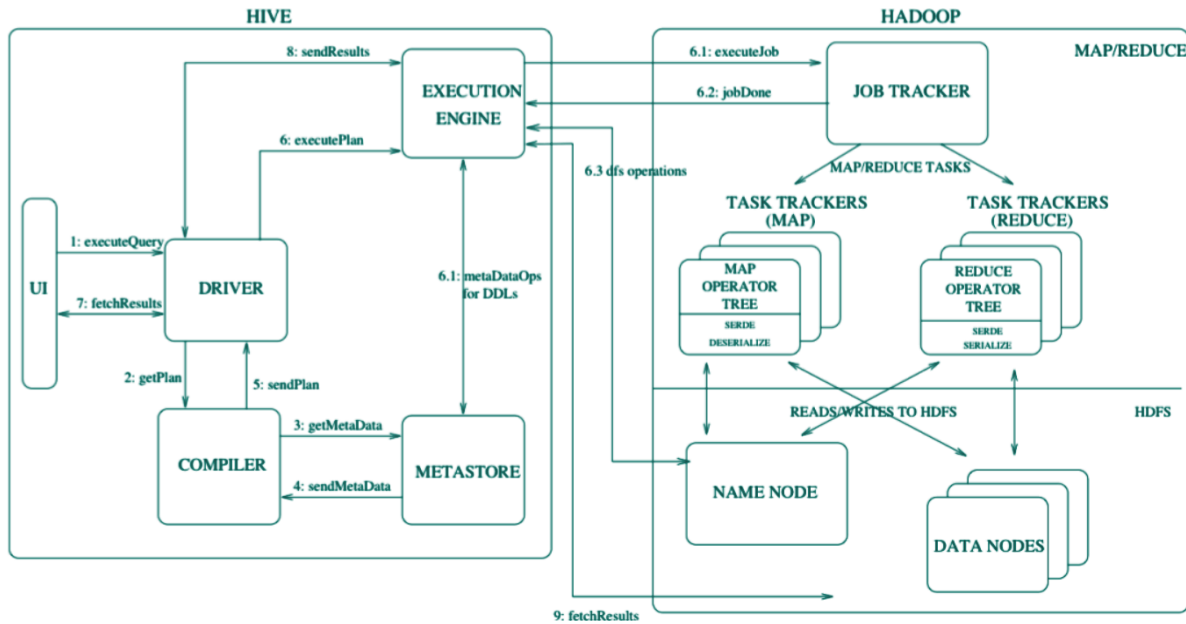 HIVE
HADOOP
MAP/REDUCE
8: sendResults
6.1: executeJob
EXECUTION
ENGINE
JOB TRACKER
6.2: jobDone
6: executePlan
6.3 dfs operations
MAP/REDUCE TASKS
TASK TRACKERS
(MAP)
TASK TRACKERS
(REDUCE)
1: executeQuery
UI
DRIVER
7: fetchResults
6.1: metaDataOps
for DDLs
MAP
OPERATOR
TREE
SERDE
DESERIALIZE
REDUCE
OPERATOR
TREE
SERDE
SERIALIZE
2: getPlan
5: sendPlan
READS/WRITES TO HDFS
HDFS
3: getMetaData
COMPILER
METASTORE
4: sendMetaData
NAME NODE
DATA NODES
9: fetchResults